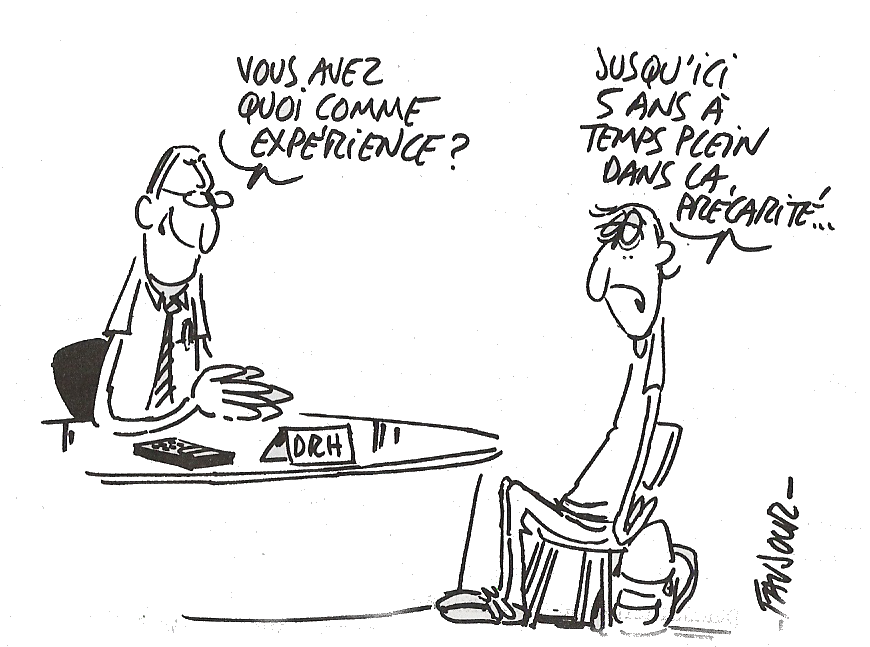 VOUS AVEZ
QUOI COMME
EXPÉRIENCE ?
JUSQU'ICI
5 ANS À
TEMPS PLEIN
DANS LA
PRÉCARITÉ...
DRH
FAUJOUR